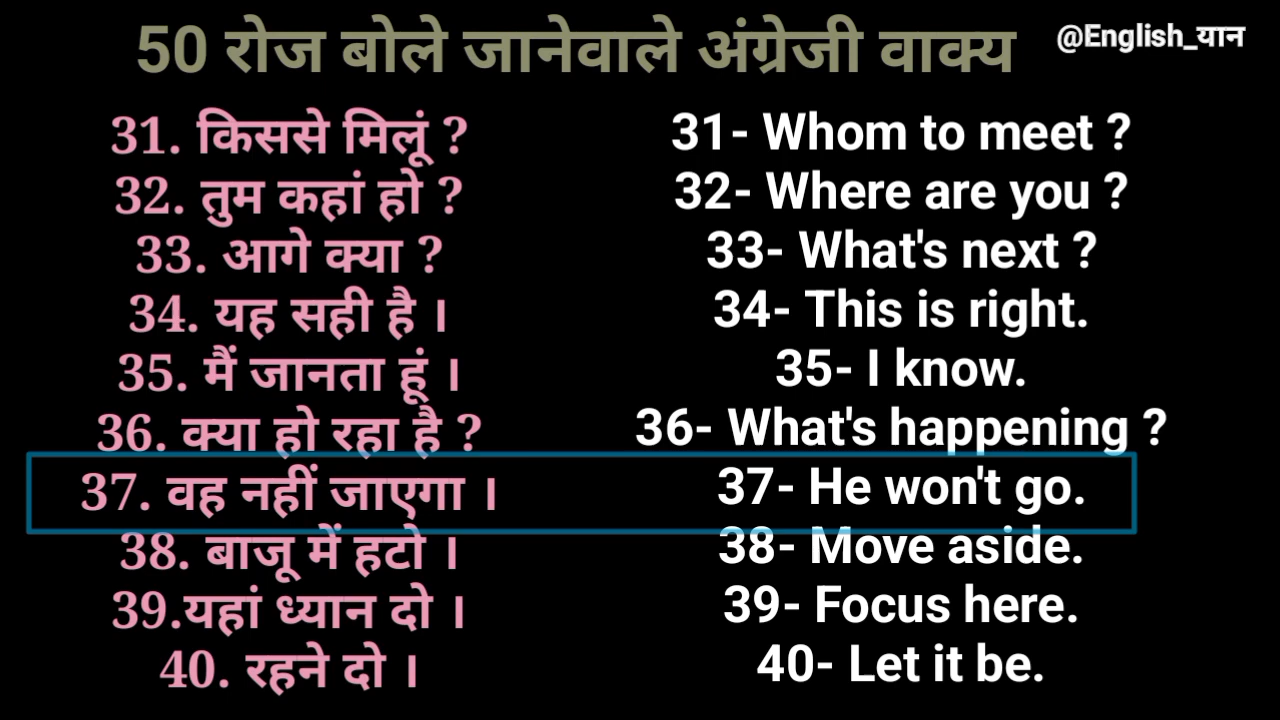 50 रोज बोले जानेवाले अंग्रेजी वाक्य
@English_यान
31. किससे मिलूं ?
31- Whom to meet ?
32. तुम कहां हो ?
32- Where are you ?
33. आगे क्या ?
33- What's next ?
34. यह सही है ।
34- This is right.
35. मैं जानता हूं ।
35- I know.
36. क्या हो रहा है ?
36- What's happening ?
37. वह नहीं जाएगा ।
37- He won't go.
38. बाजू में हटो ।
38- Move aside.
39.यहां ध्यान दो ।
39- Focus here.
40. रहने दो ।
40- Let it be.